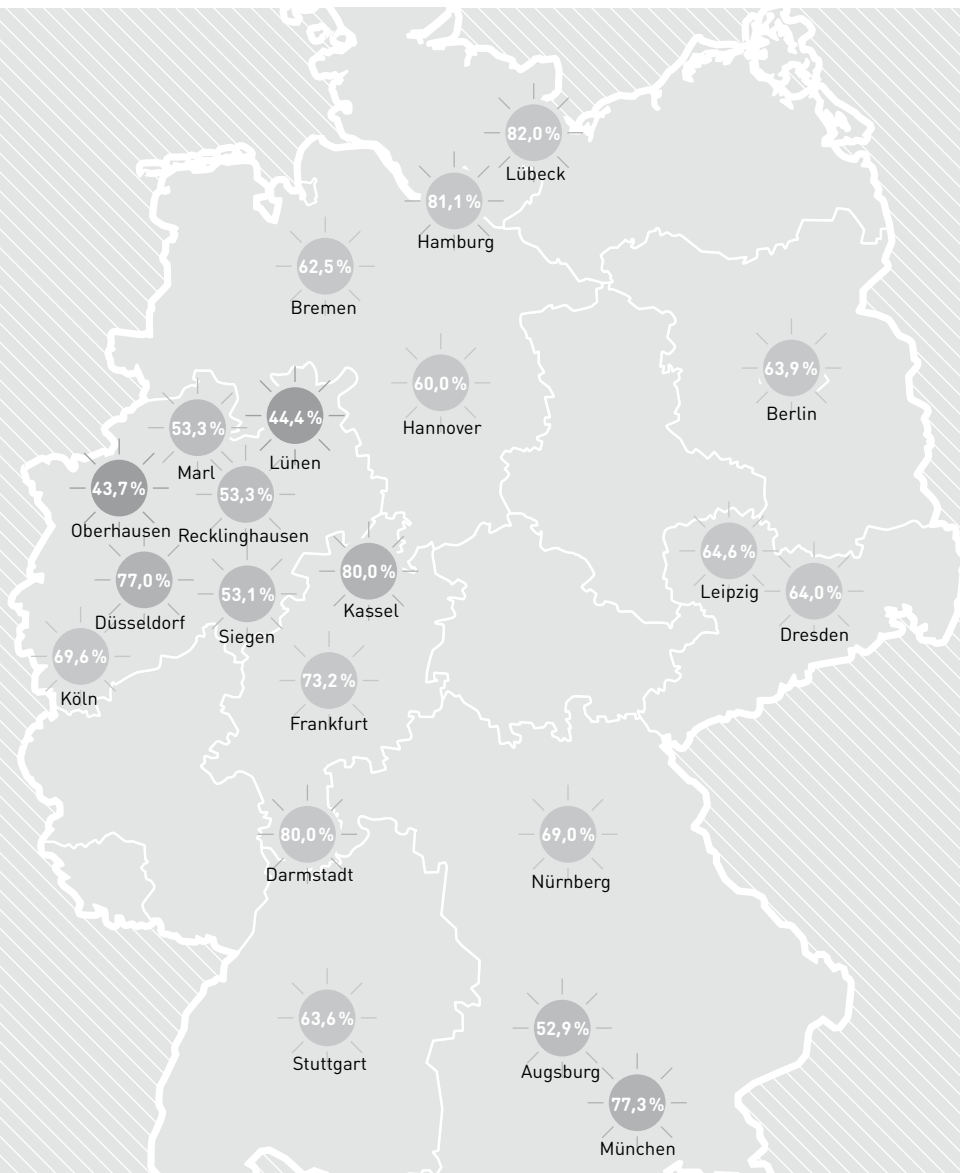 82,0 %
Lübeck
81,1 %
Hamburg
62,5 %
Bremen
63,9 %
Berlin
60,0 %
Hannover
44,4 %
Lünen
53,3 %
Marl
43,7 %
Oberhausen
53,3 %
Recklinghausen
64,6 %
Leipzig
64,0 %
Dresden
80,0 %
Kassel
77,0 %
Düsseldorf
53,1 %
Siegen
69,6 %
Köln
73,2 %
Frankfurt
80,0 %
Darmstadt
69,0 %
Nürnberg
63,6 %
Stuttgart
52,9 %
Augsburg
77,3 %
München